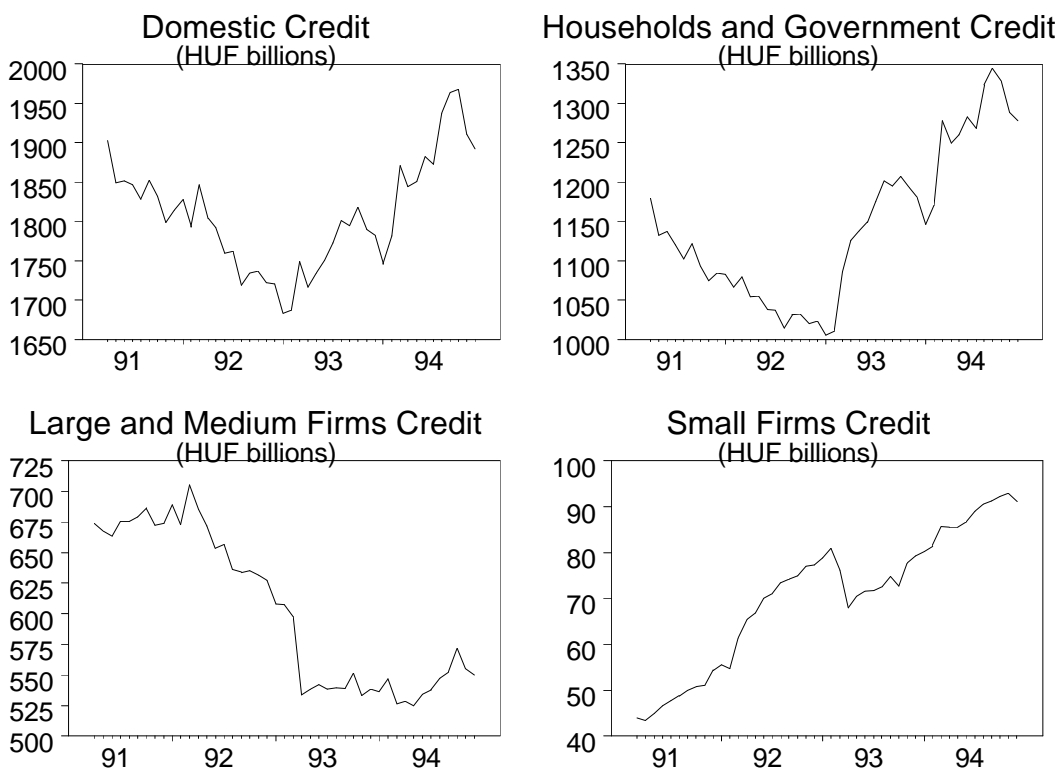 Domestic Credit
(HUF billions)
2000
1950
1900
1850
1800
1750
1700
1650
91 92 93 94
Households and Government Credit
(HUF billions)
1350
1300
1250
1200
1150
1100
1050
1000
91 92 93 94
Large and Medium Firms Credit
(HUF billions)
725
700
675
650
625
600
575
550
525
500
91 92 93 94
Small Firms Credit
(HUF billions)
100
90
80
70
60
50
40
91 92 93 94